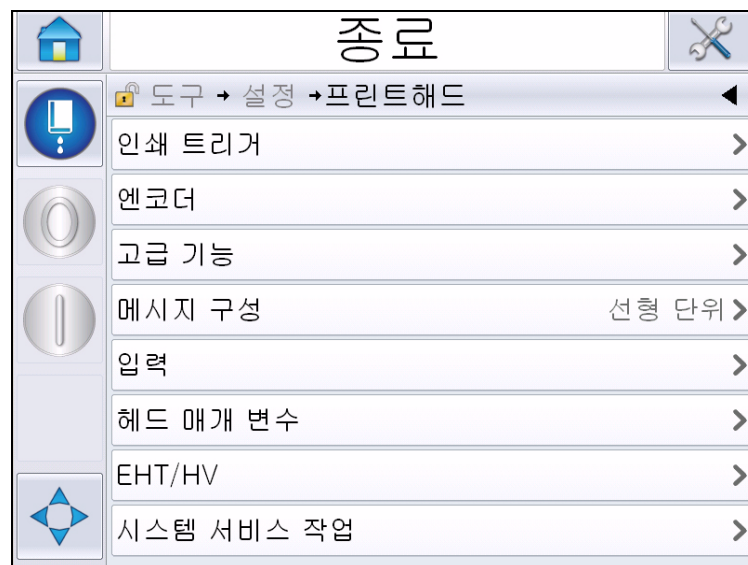 종료
도구 → 설정 →프린트헤드
인쇄 트리거
엔코더
고급 기능
메시지 구성 선형 단위
입력
헤드 매개 변수
EHT/HV
시스템 서비스 작업